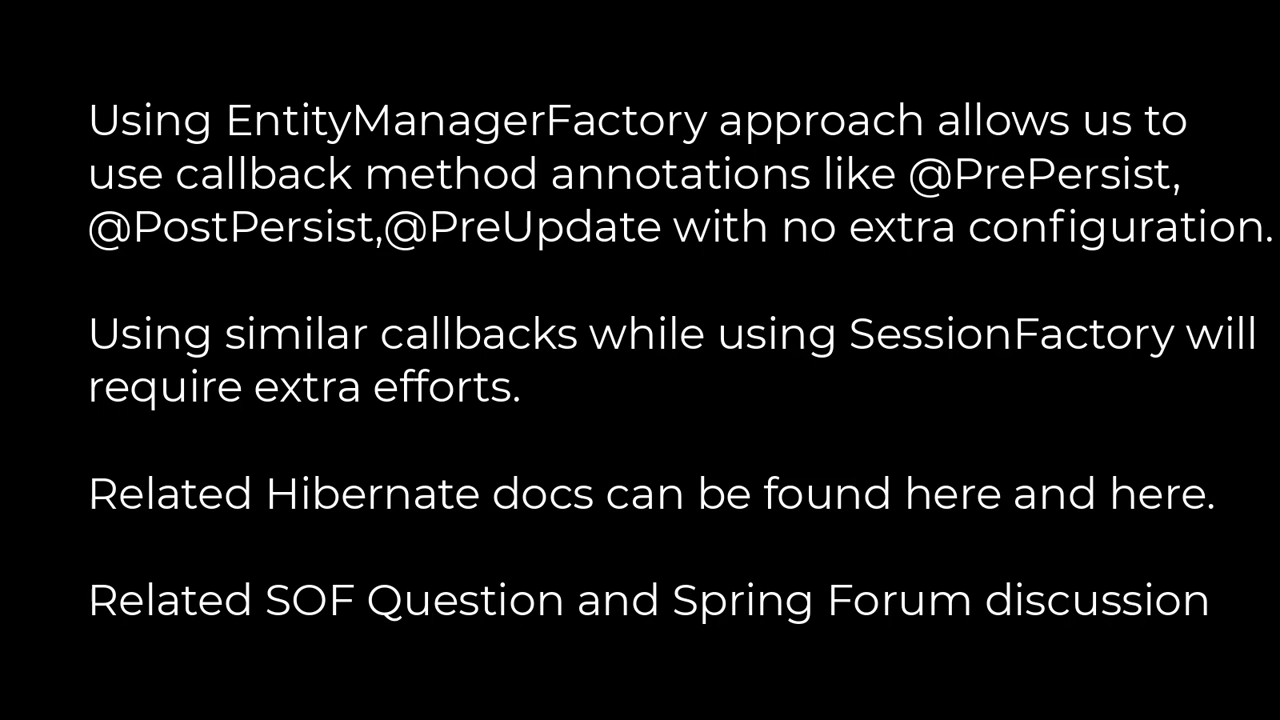 Using EntityManagerFactory approach allows us to
use callback method annotations like @PrePersist,
@PostPersist,@PreUpdate with no extra configuration.
Using similar callbacks while using SessionFactory will
require extra efforts.
Related Hibernate docs can be found here and here.
Related SOF Question and Spring Forum discussion